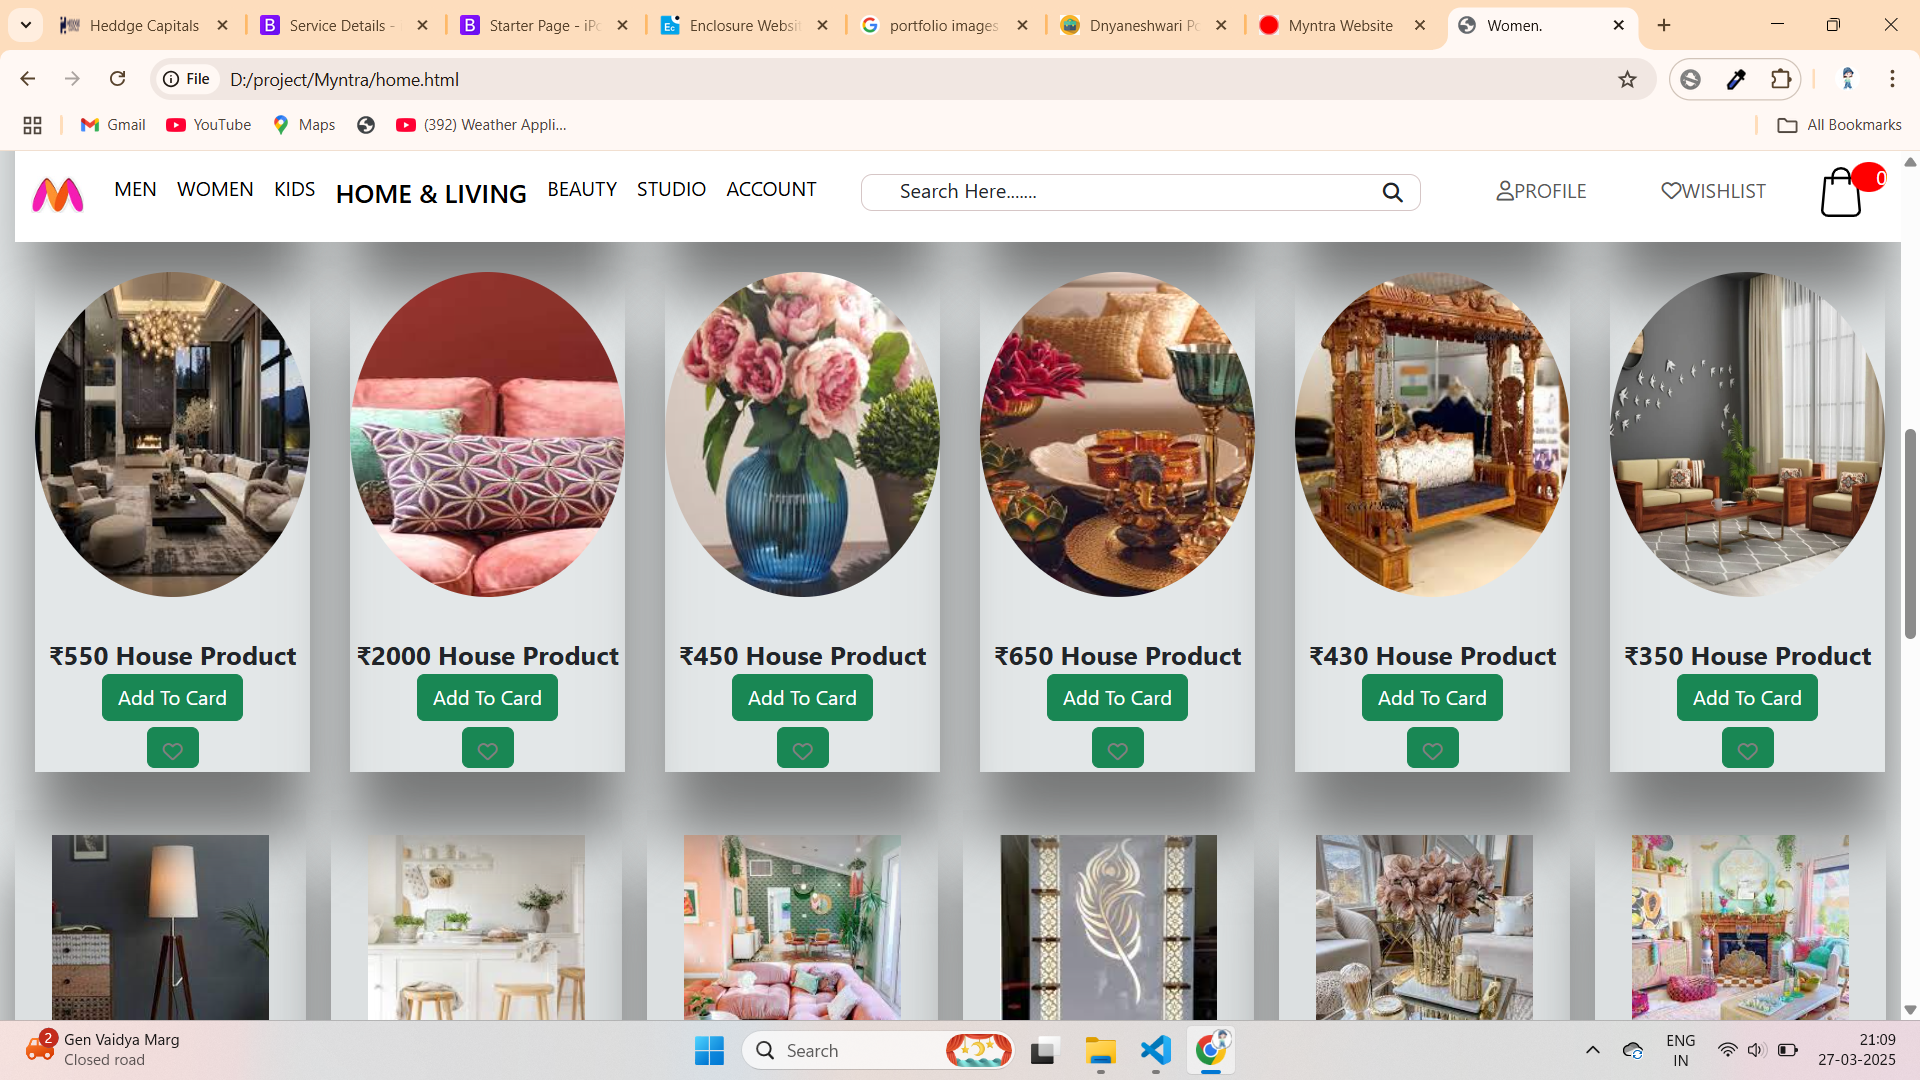 Heddge Capitals
Service Details -
Starter Page - iPo
Enclosure Websit
portfolio images
Dnyaneshwari Po
Myntra Website
Women.
File
D:/project/Myntra/home.html
Gmail
YouTube
Maps
(392) Weather Appli...
All Bookmarks
MEN WOMEN KIDS HOME & LIVING BEAUTY STUDIO ACCOUNT
Search Here.......
PROFILE
WISHLIST
0
₹550 House Product
₹2000 House Product
₹450 House Product
₹650 House Product
₹430 House Product
₹350 House Product
Add To Card
Add To Card
Add To Card
Add To Card
Add To Card
Add To Card
2
Gen Vaidya Marg
Closed road
Search
ENG
IN
21:09
27-03-2025